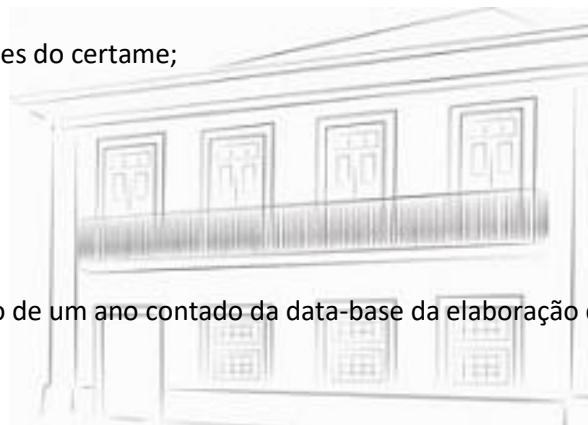 es do certame;
o de um ano contado da data-base da elaboração